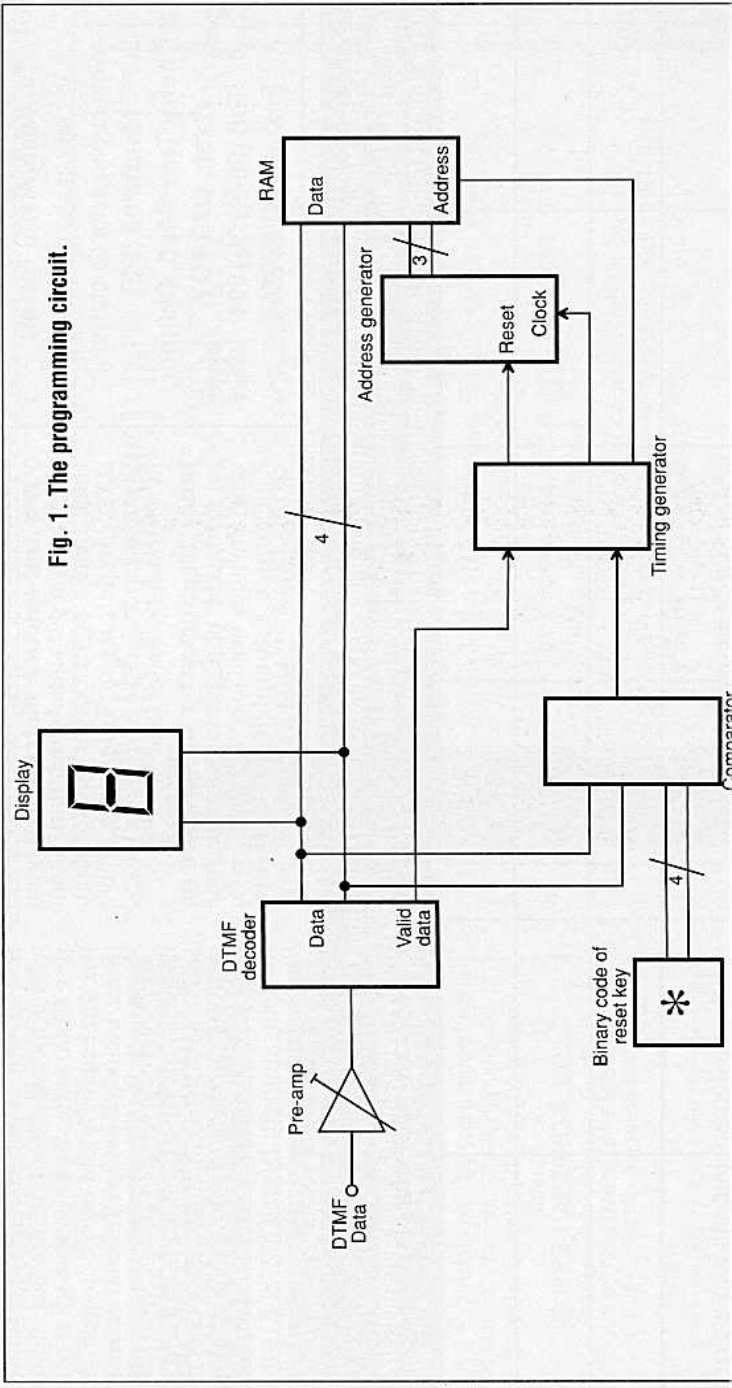 Fig. 1. The programming circuit.
Display
8
DTMF
decoder
Data
Valid
data
Pre-amp
DTMF
Data
4
RAM
Data
Address
Address generator
3
Reset
Clock
Timing generator
Comparator
4
Binary code of
reset key
*